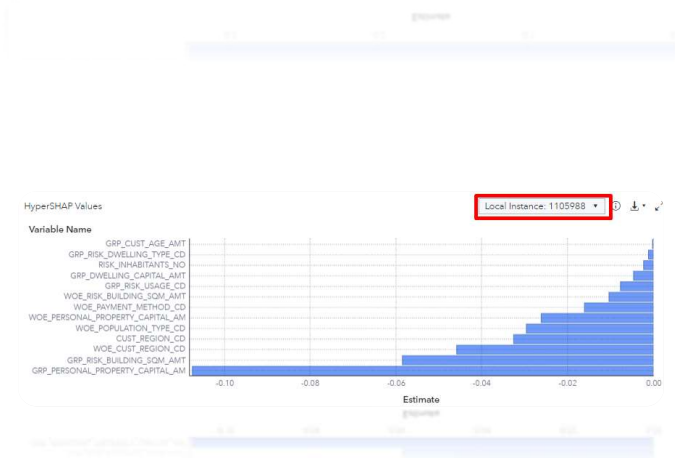 HyperSHAP Values
Local Instance: 1105988
Variable Name
GRP_CUST_AGE_AMT
GRP_RISK_DWELLING_TYPE_CD
RISK_INHABITANTS_NO
GRP_DWELLING_CAPITAL_AMT
GRP_RISK_USAGE_CD
WOE_RISK_BUILDING_SQM_AMT
WOE_PAYMENT_METHOD_CD
WOE_PERSONAL_PROPERTY_CAPITAL_AM
WOE_POPULATION_TYPE_CD
CUST_REGION_CD
WOE_CUST_REGION_CD
GRP_RISK_BUILDING_SQM_AMT
GRP_PERSONAL_PROPERTY_CAPITAL_AM
-0.10 -0.08 -0.06 -0.04 -0.02 0.00
Estimate